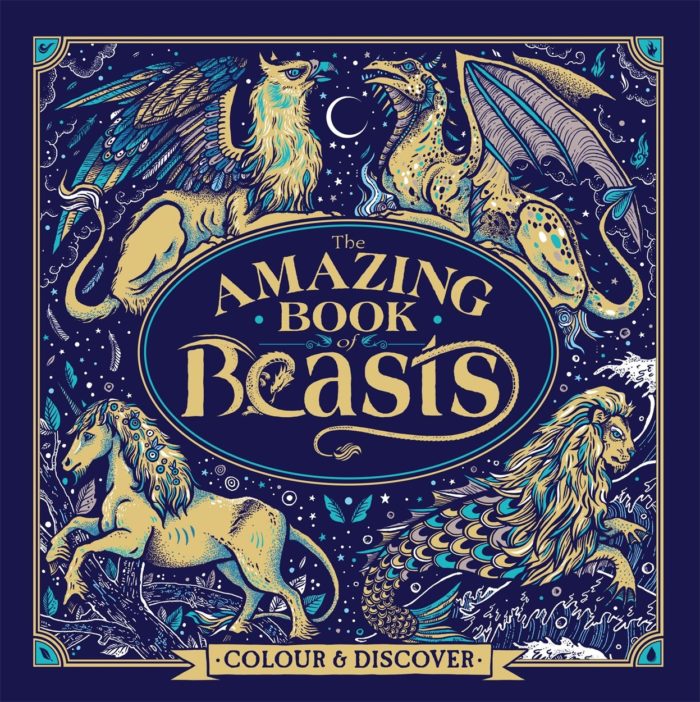 The
AMAZING
BOOK
of
Beasts
· COLOUR & DISCOVER ·